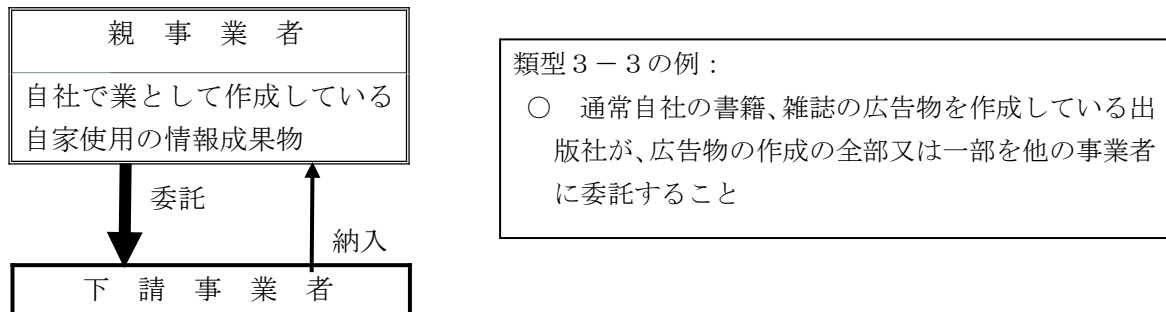 親 事 業 者
自社で業として作成している
自家使用の情報成果物
委託
納入
下 請 事 業 者
類型3-3の例:
○ 通常自社の書籍、雑誌の広告物を作成している出
版社が、広告物の作成の全部又は一部を他の事業者
に委託すること